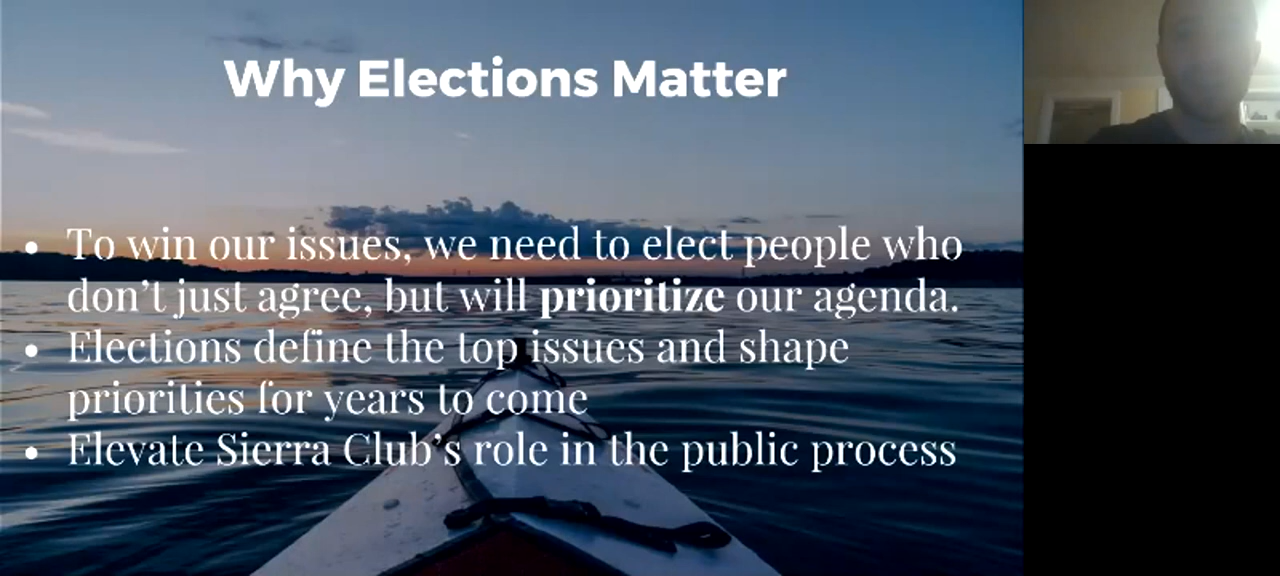 Why Elections Matter
• To win our issues, we need to elect people who
don’t just agree, but will prioritize our agenda.
• Elections define the top issues and shape
priorities for years to come
• Elevate Sierra Club’s role in the public process